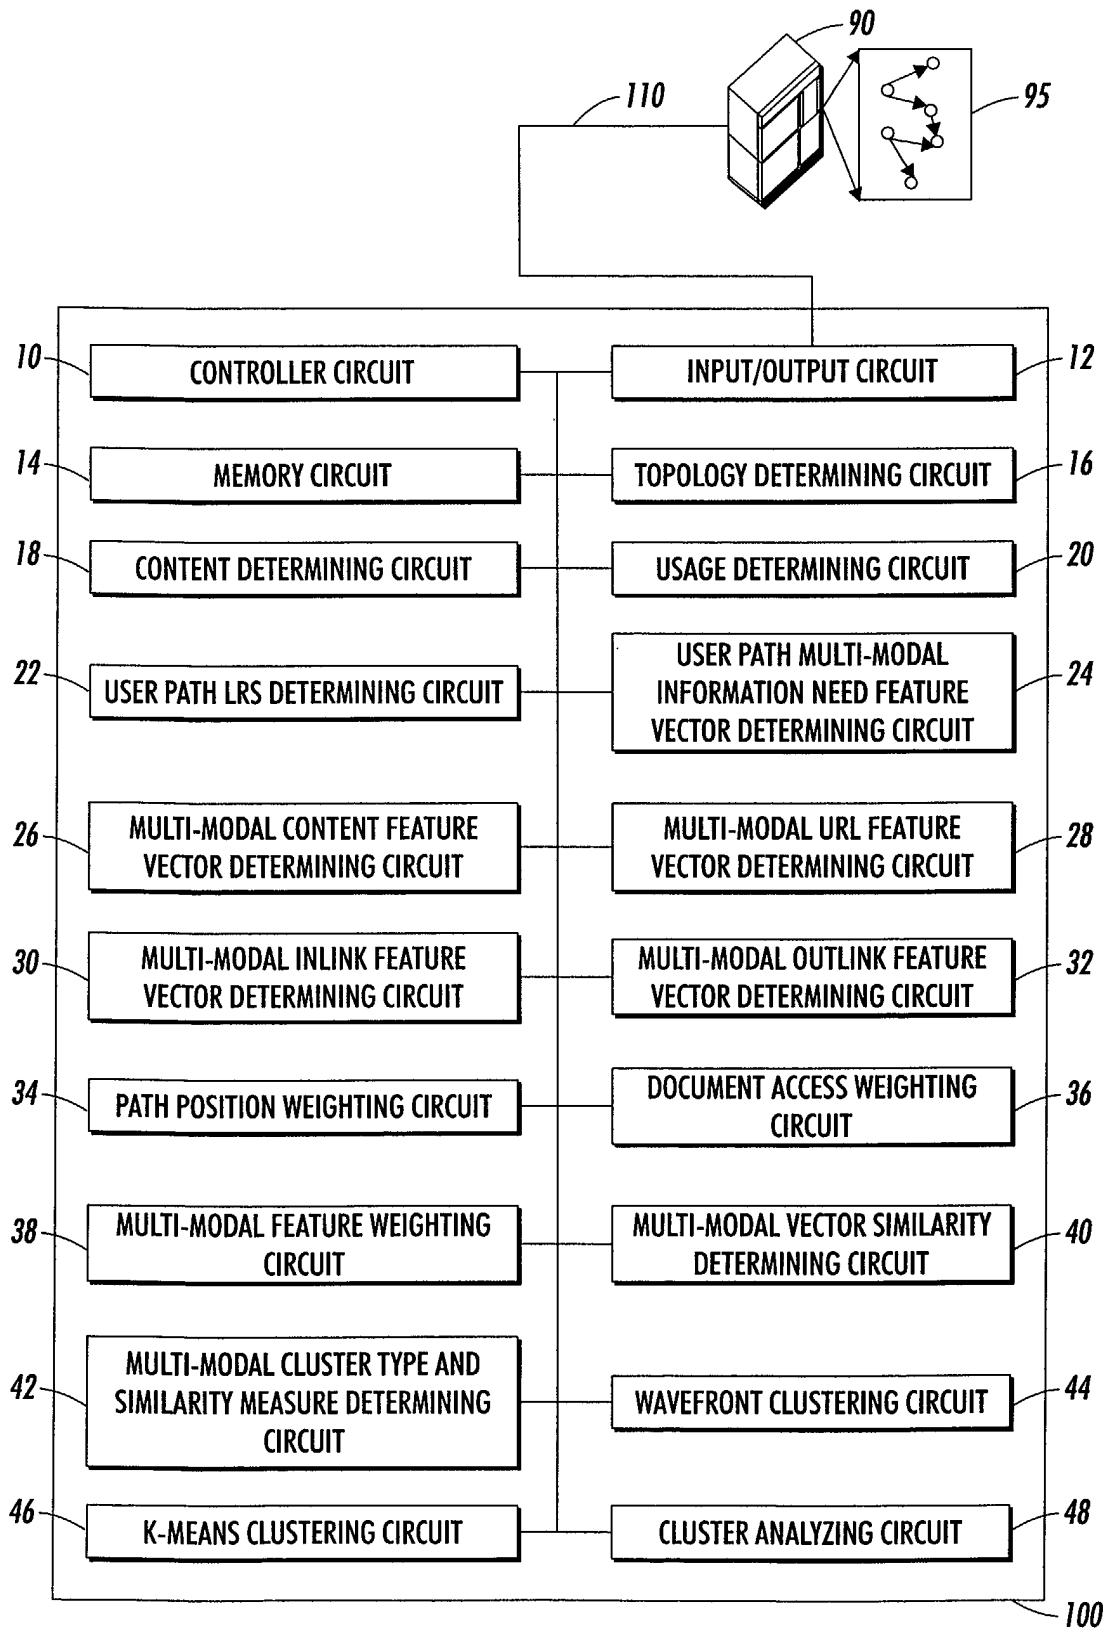 90
110
95
10
CONTROLLER CIRCUIT
INPUT/OUTPUT CIRCUIT
12
14
MEMORY CIRCUIT
TOPOLOGY DETERMINING CIRCUIT
16
18
CONTENT DETERMINING CIRCUIT
USAGE DETERMINING CIRCUIT
20
22
USER PATH LRS DETERMINING CIRCUIT
USER PATH MULTI-MODAL
INFORMATION NEED FEATURE
VECTOR DETERMINING CIRCUIT
24
26
MULTI-MODAL CONTENT FEATURE
VECTOR DETERMINING CIRCUIT
MULTI-MODAL URL FEATURE
VECTOR DETERMINING CIRCUIT
28
30
MULTI-MODAL INLINK FEATURE
VECTOR DETERMINING CIRCUIT
MULTI-MODAL OUTLINK FEATURE
VECTOR DETERMINING CIRCUIT
32
34
PATH POSITION WEIGHTING CIRCUIT
DOCUMENT ACCESS WEIGHTING
CIRCUIT
36
38
MULTI-MODAL FEATURE WEIGHTING
CIRCUIT
MULTI-MODAL VECTOR SIMILARITY
DETERMINING CIRCUIT
40
42
MULTI-MODAL CLUSTER TYPE AND
SIMILARITY MEASURE DETERMINING
CIRCUIT
WAVEFRONT CLUSTERING CIRCUIT
44
46
K-MEANS CLUSTERING CIRCUIT
CLUSTER ANALYZING CIRCUIT
48
100